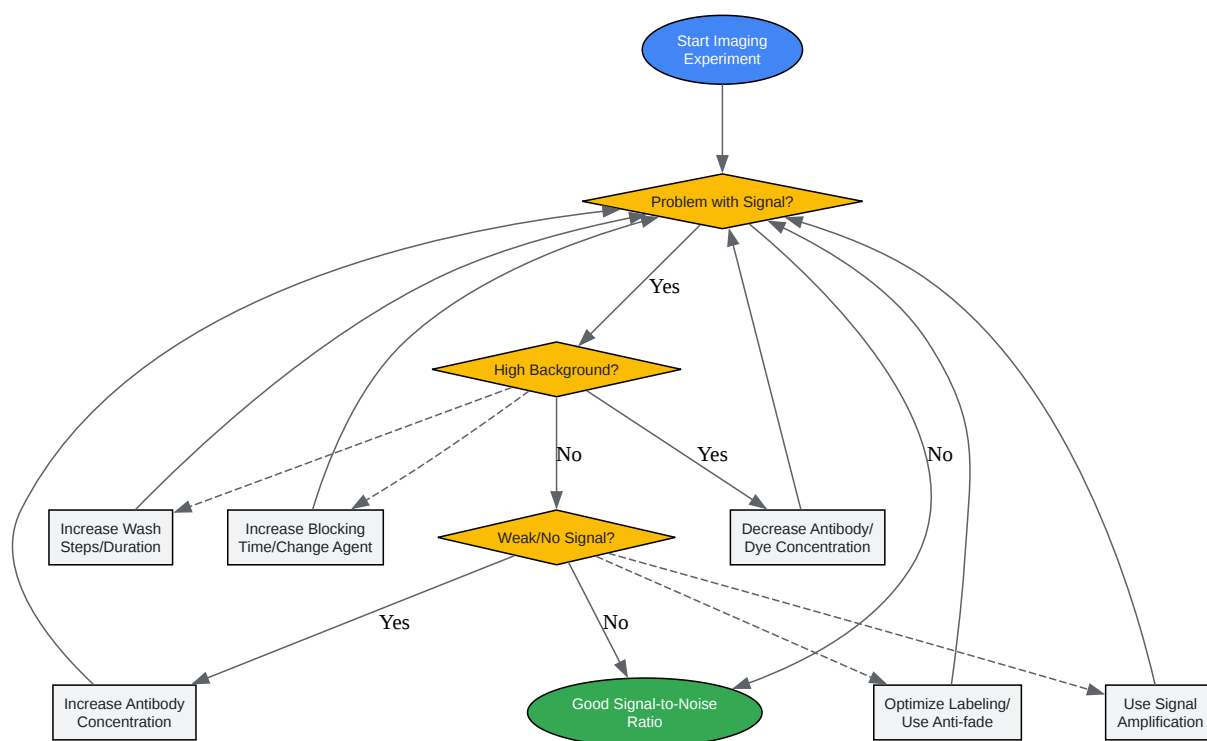 Start Imaging
Experiment
Problem with Signal?
Yes
High Background?
No
Yes
No
Increase Wash
Steps/Duration
Increase Blocking
Time/Change Agent
Weak/No Signal?
Decrease Antibody/
Dye Concentration
Yes
No
Increase Antibody
Concentration
Good Signal-to-Noise
Ratio
Optimize Labeling/
Use Anti-fade
Use Signal
Amplification